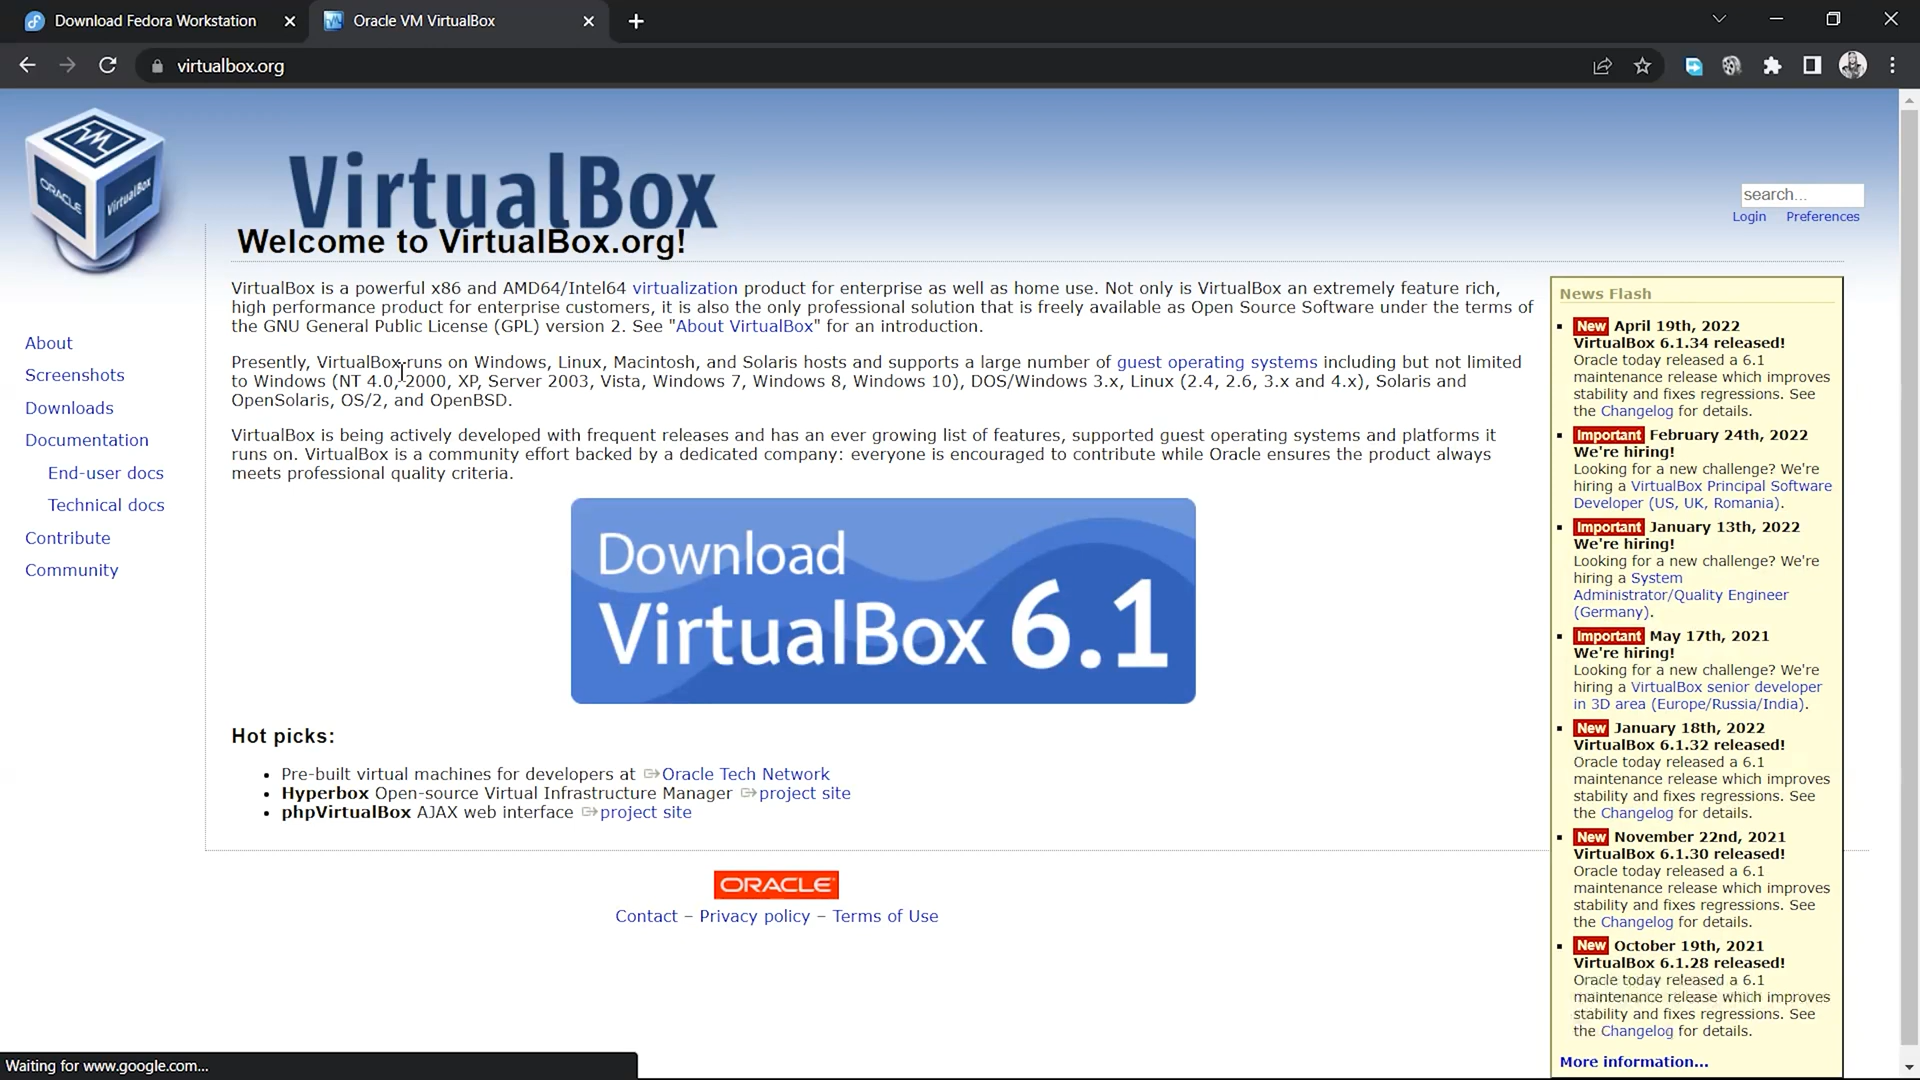 Download Fedora Workstation
Oracle VM VirtualBox
virtualbox.org
ORACLE
VirtualBox
VirtualBox
Welcome to VirtualBox.org!
search...
Login Preferences
About
Screenshots
Downloads
Documentation
End-user docs
Technical docs
Contribute
Community
VirtualBox is a powerful x86 and AMD64/Intel64 virtualization product for enterprise as well as home use. Not only is VirtualBox an extremely feature rich,
high performance product for enterprise customers, it is also the only professional solution that is freely available as Open Source Software under the terms of
the GNU General Public License (GPL) version 2. See "About VirtualBox" for an introduction.
Presently, VirtualBox runs on Windows, Linux, Macintosh, and Solaris hosts and supports a large number of guest operating systems including but not limited
to Windows (NT 4.0, 2000, XP, Server 2003, Vista, Windows 7, Windows 8, Windows 10), DOS/Windows 3.x, Linux (2.4, 2.6, 3.x and 4.x), Solaris and
OpenSolaris, OS/2, and OpenBSD.
VirtualBox is being actively developed with frequent releases and has an ever growing list of features, supported guest operating systems and platforms it
runs on. VirtualBox is a community effort backed by a dedicated company: everyone is encouraged to contribute while Oracle ensures the product always
meets professional quality criteria.
Download
VirtualBox 6.1
Hot picks:
Pre-built virtual machines for developers at Oracle Tech Network
Hyperbox Open-source Virtual Infrastructure Manager project site
phpVirtualBox AJAX web interface project site
ORACLE
Contact – Privacy policy – Terms of Use
News Flash
New April 19th, 2022
VirtualBox 6.1.34 released!
Oracle today released a 6.1
maintenance release which improves
stability and fixes regressions. See
the Changelog for details.
Important February 24th, 2022
We're hiring!
Looking for a new challenge? We're
hiring a VirtualBox Principal Software
Developer (US, UK, Romania).
Important January 13th, 2022
We're hiring!
Looking for a new challenge? We're
hiring a System
Administrator/Quality Engineer
(Germany).
Important May 17th, 2021
We're hiring!
Looking for a new challenge? We're
hiring a VirtualBox senior developer
in 3D area (Europe/Russia/India).
New January 18th, 2022
VirtualBox 6.1.32 released!
Oracle today released a 6.1
maintenance release which improves
stability and fixes regressions. See
the Changelog for details.
New November 22nd, 2021
VirtualBox 6.1.30 released!
Oracle today released a 6.1
maintenance release which improves
stability and fixes regressions. See
the Changelog for details.
New October 19th, 2021
VirtualBox 6.1.28 released!
Oracle today released a 6.1
maintenance release which improves
stability and fixes regressions. See
the Changelog for details.
More information...
Waiting for www.google.com...